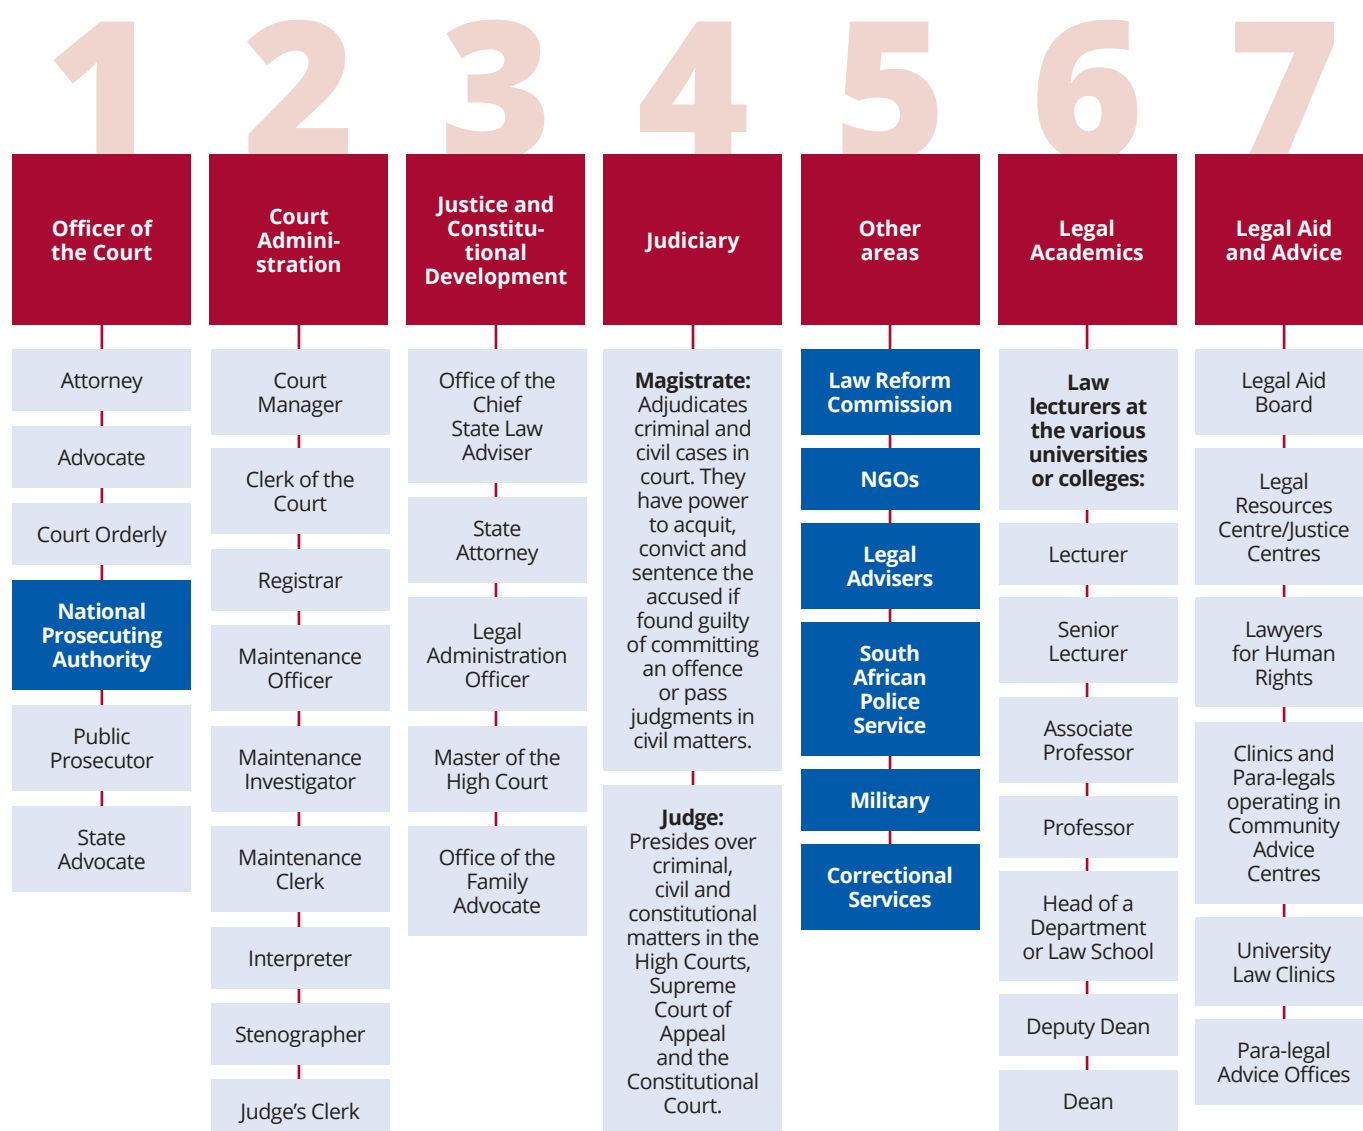 1
Officer of
the Court
Attorney
Advocate
Court Orderly
National
Prosecuting
Authority
Public
Prosecutor
State
Advocate
2
Court
Admini-
stration
Court
Manager
Clerk of the
Court
Registrar
Maintenance
Officer
Maintenance
Investigator
Maintenance
Clerk
Interpreter
Stenographer
Judge’s Clerk
3
Justice and
Constitu-
tional
Development
Office of the
Chief
State Law
Adviser
State
Attorney
Legal
Administration
Officer
Master of the
High Court
Office of the
Family
Advocate
4
Judiciary
Magistrate:
Adjudicates
criminal and
civil cases in
court. They
have power
to acquit,
convict and
sentence the
accused if
found guilty
of committing
an offence
or pass
judgments in
civil matters.
Judge:
Presides over
criminal,
civil and
constitutional
matters in the
High Courts,
Supreme
Court of
Appeal
and the
Constitutional
Court.
5
Other
areas
Law Reform
Commission
NGOs
Legal
Advisers
South
African
Police
Service
Military
Correctional
Services
6
Legal
Academics
Law
lecturers at
the various
universities
or colleges:
Lecturer
Senior
Lecturer
Associate
Professor
Professor
Head of a
Department
or Law School
Deputy Dean
Dean
7
Legal Aid
and Advice
Legal Aid
Board
Legal
Resources
Centre/Justice
Centres
Lawyers
for Human
Rights
Clinics and
Para-legals
operating in
Community
Advice
Centres
University
Law Clinics
Para-legal
Advice Offices